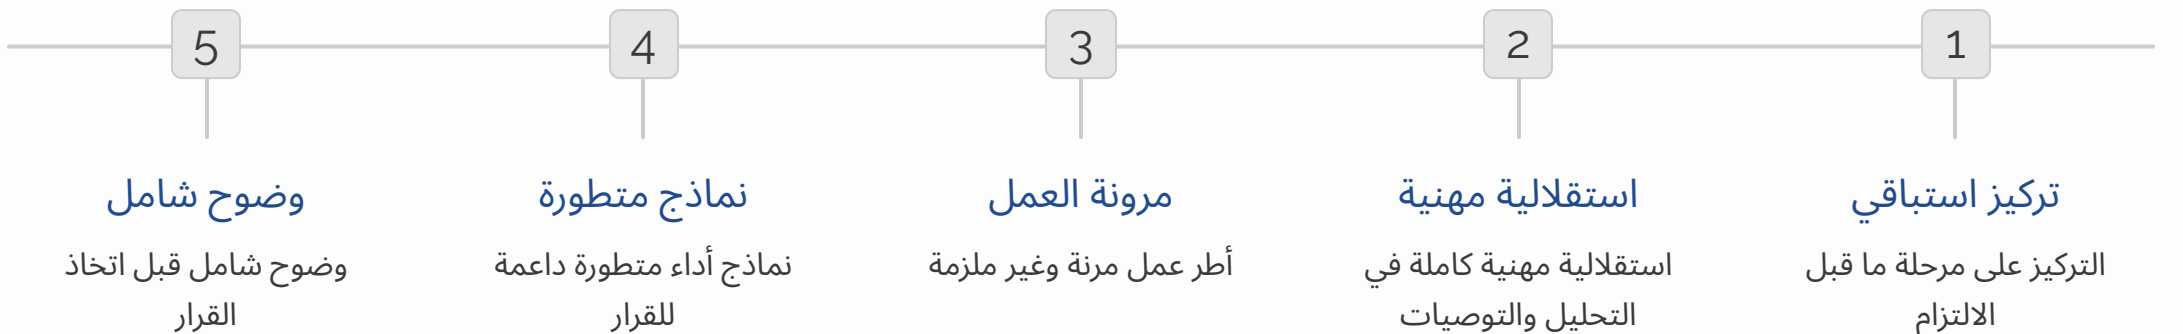 1
تركيز استباقي
التركيز على مرحلة ما قبل
الالتزام
2
استقلالية مهنية
استقلالية مهنية كاملة في
التحليل والتوصيات
3
مرونة العمل
أطر عمل مرنة وغير ملزمة
4
نماذج متطورة
نماذج أداء متطورة داعمة
للقرار
5
وضوح شامل
وضوح شامل قبل اتخاذ
القرار